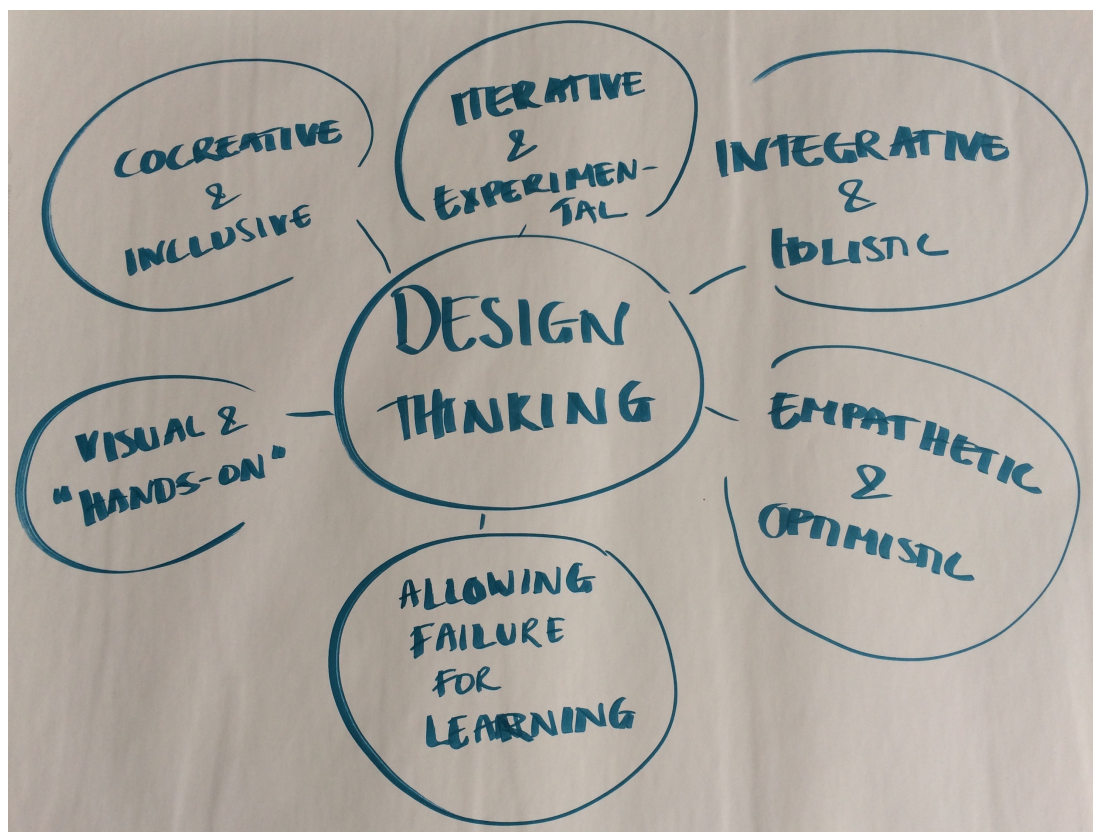 COCREATIVE
&
INCLUSIVE
ITERATIVE
&
EXPERIMEN-
TAL
INTEGRATIVE
&
HOLISTIC
DESIGN
THINKING
VISUAL &
"HANDS-ON"
EMPATHETIC
&
OPTIMISTIC
ALLOWING
FAILURE
FOR
LEARNING